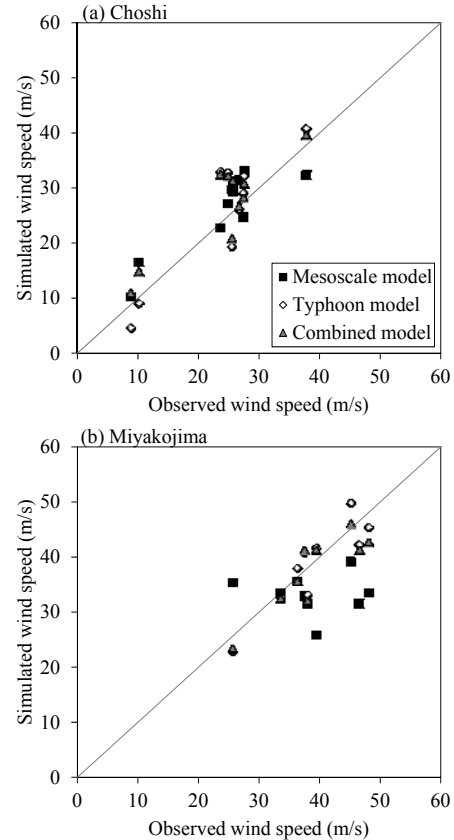 (a) Choshi
60
50
40
30
20
10
0
Simulated wind speed (m/s)
Mesoscale model
Typhoon model
Combined model
0 10 20 30 40 50 60
Observed wind speed (m/s)
(b) Miyakojima
60
50
40
30
20
10
0
Simulated wind speed (m/s)
0 10 20 30 40 50 60
Observed wind speed (m/s)